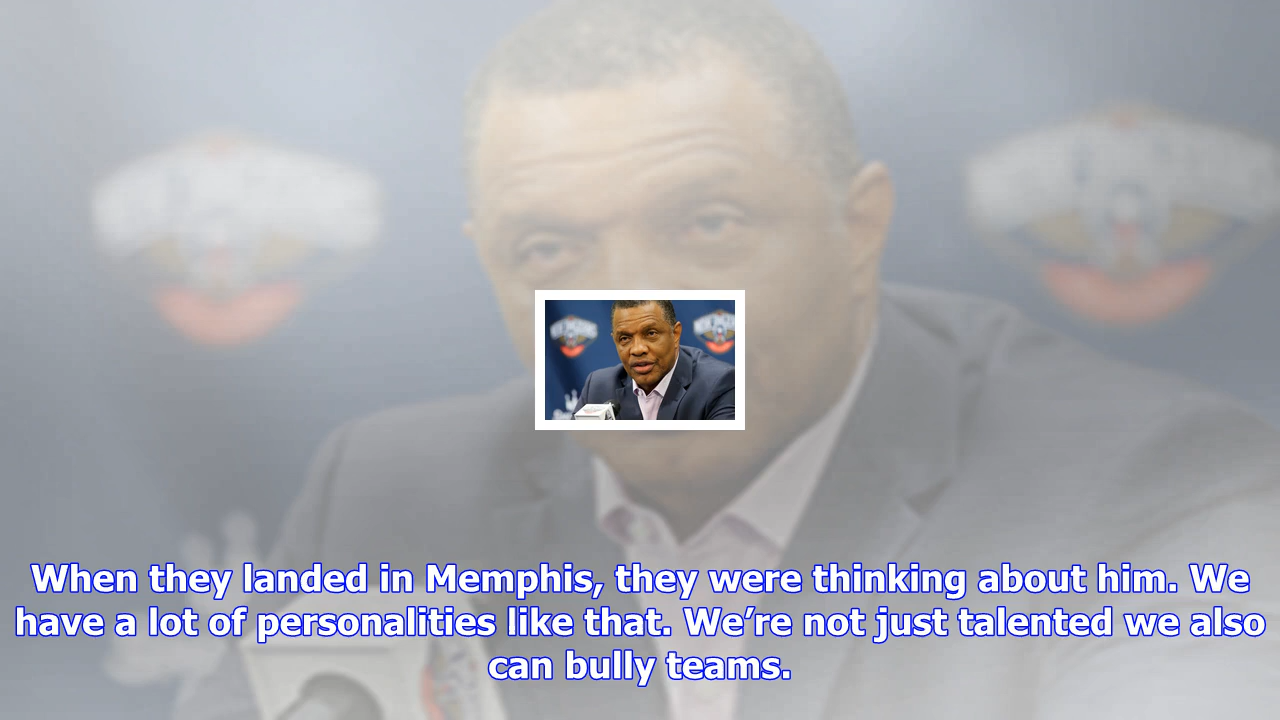 When they landed in Memphis, they were thinking about him. We
have a lot of personalities like that. We’re not just talented we also
can bully teams.